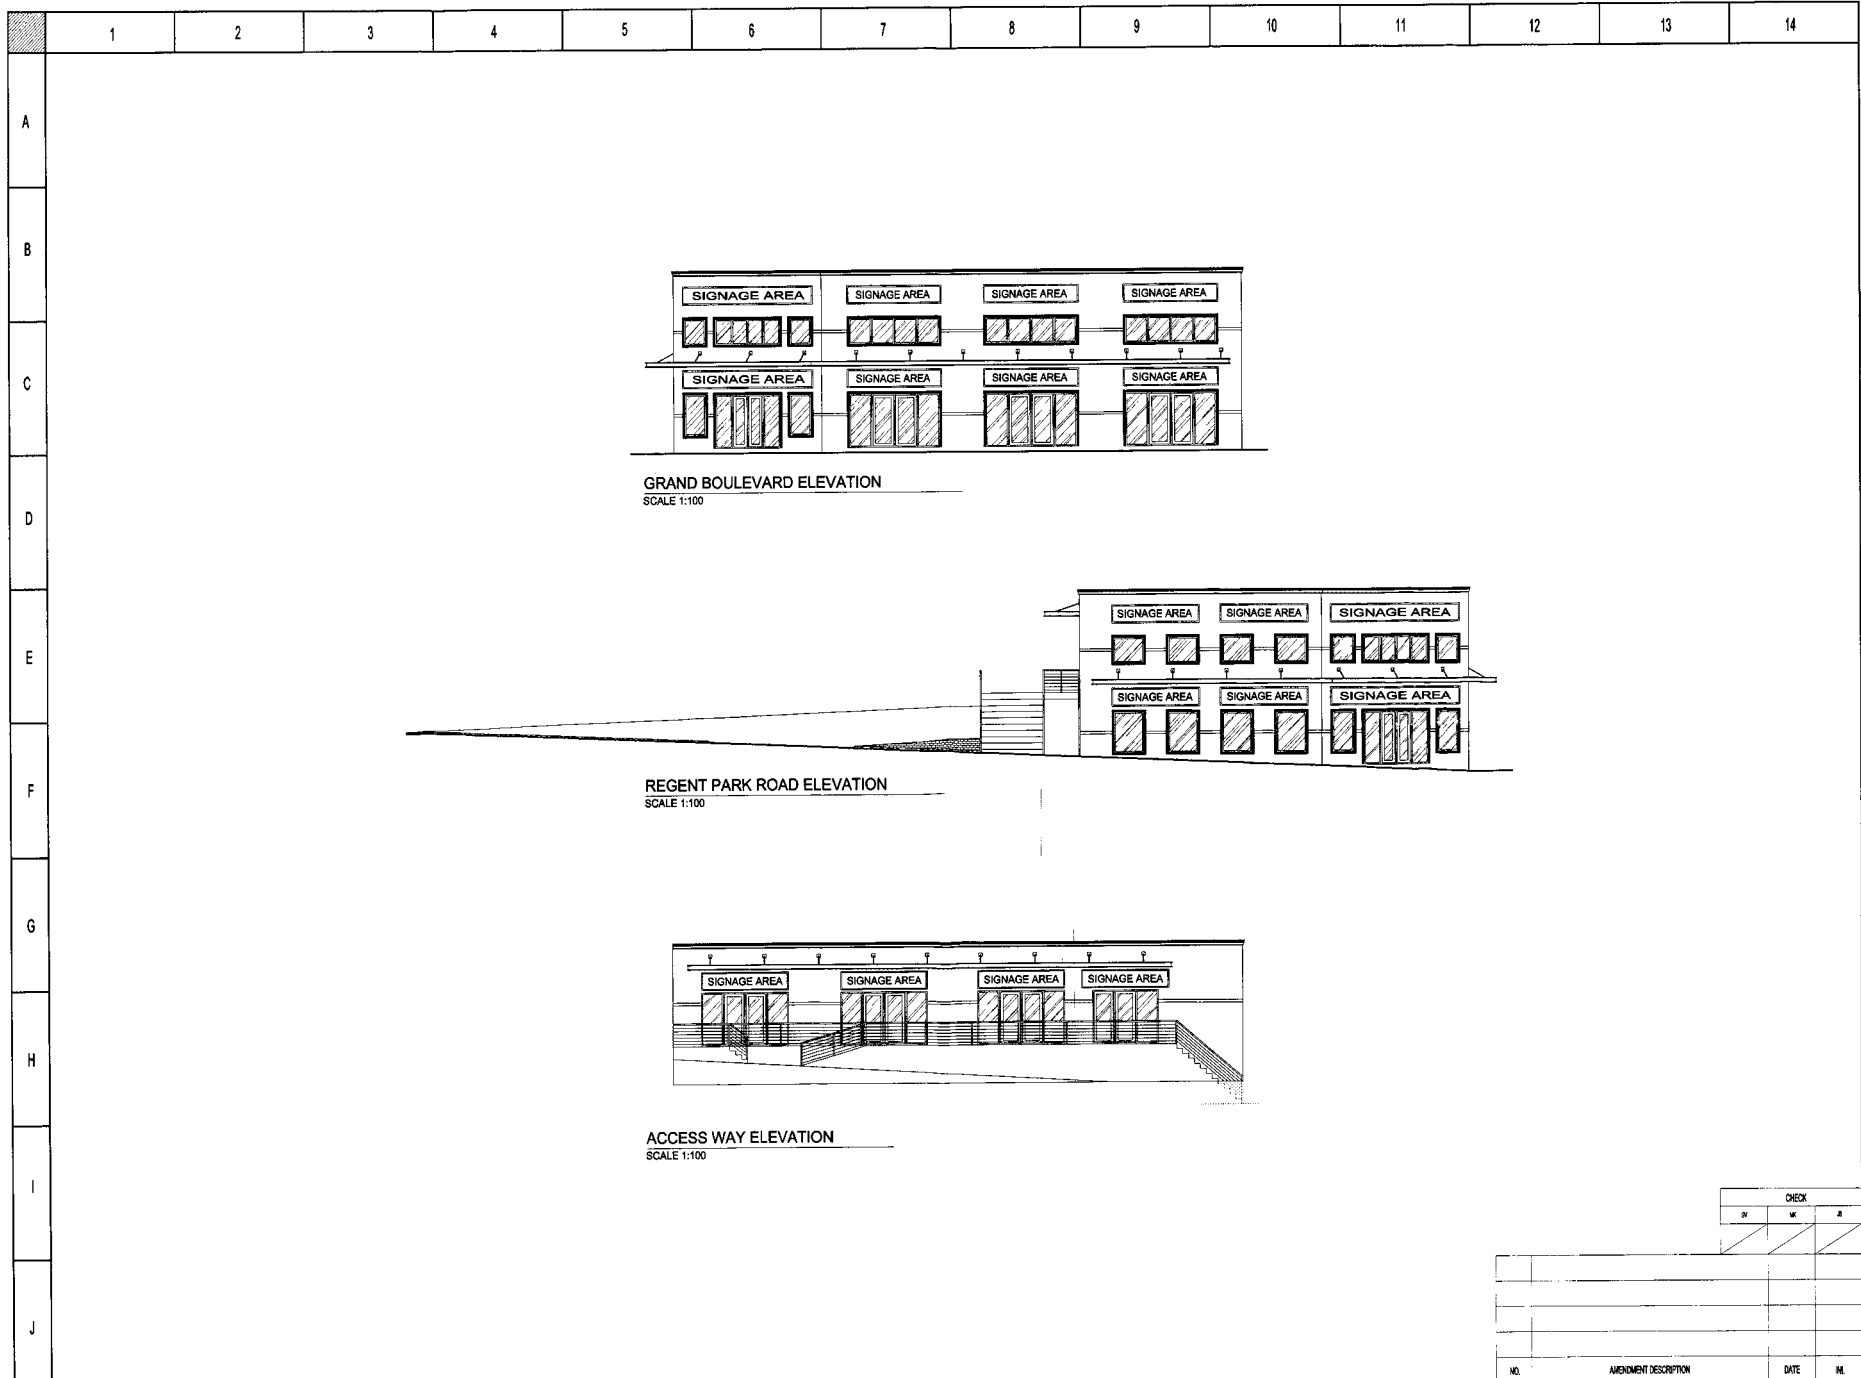 1 2 3 4 5 6 7 8 9 10 11 12 13 14
A
B
SIGNAGE AREA SIGNAGE AREA SIGNAGE AREA SIGNAGE AREA
C
SIGNAGE AREA SIGNAGE AREA SIGNAGE AREA SIGNAGE AREA
GRAND BOULEVARD ELEVATION
SCALE 1:100
D
SIGNAGE AREA SIGNAGE AREA SIGNAGE AREA
E
SIGNAGE AREA SIGNAGE AREA SIGNAGE AREA
REGENT PARK ROAD ELEVATION
SCALE 1:100
F
G
SIGNAGE AREA SIGNAGE AREA SIGNAGE AREA SIGNAGE AREA
H
ACCESS WAY ELEVATION
SCALE 1:100
I
CHECK
J
NO. AMENDMENT DESCRIPTION DATE INL.